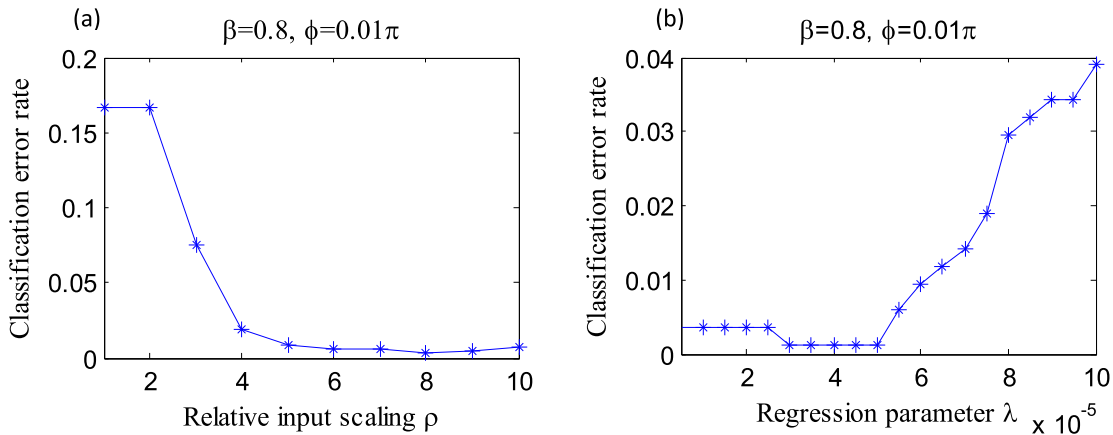 (a)
β=0.8, ϕ=0.01π
Classification error rate
0.2
0.15
0.1
0.05
0
2 4 6 8 10
Relative input scaling ρ
(b)
β=0.8, ϕ=0.01π
Classification error rate
0.04
0.03
0.02
0.01
0
2 4 6 8 10
Regression parameter λ
x 10⁻⁵